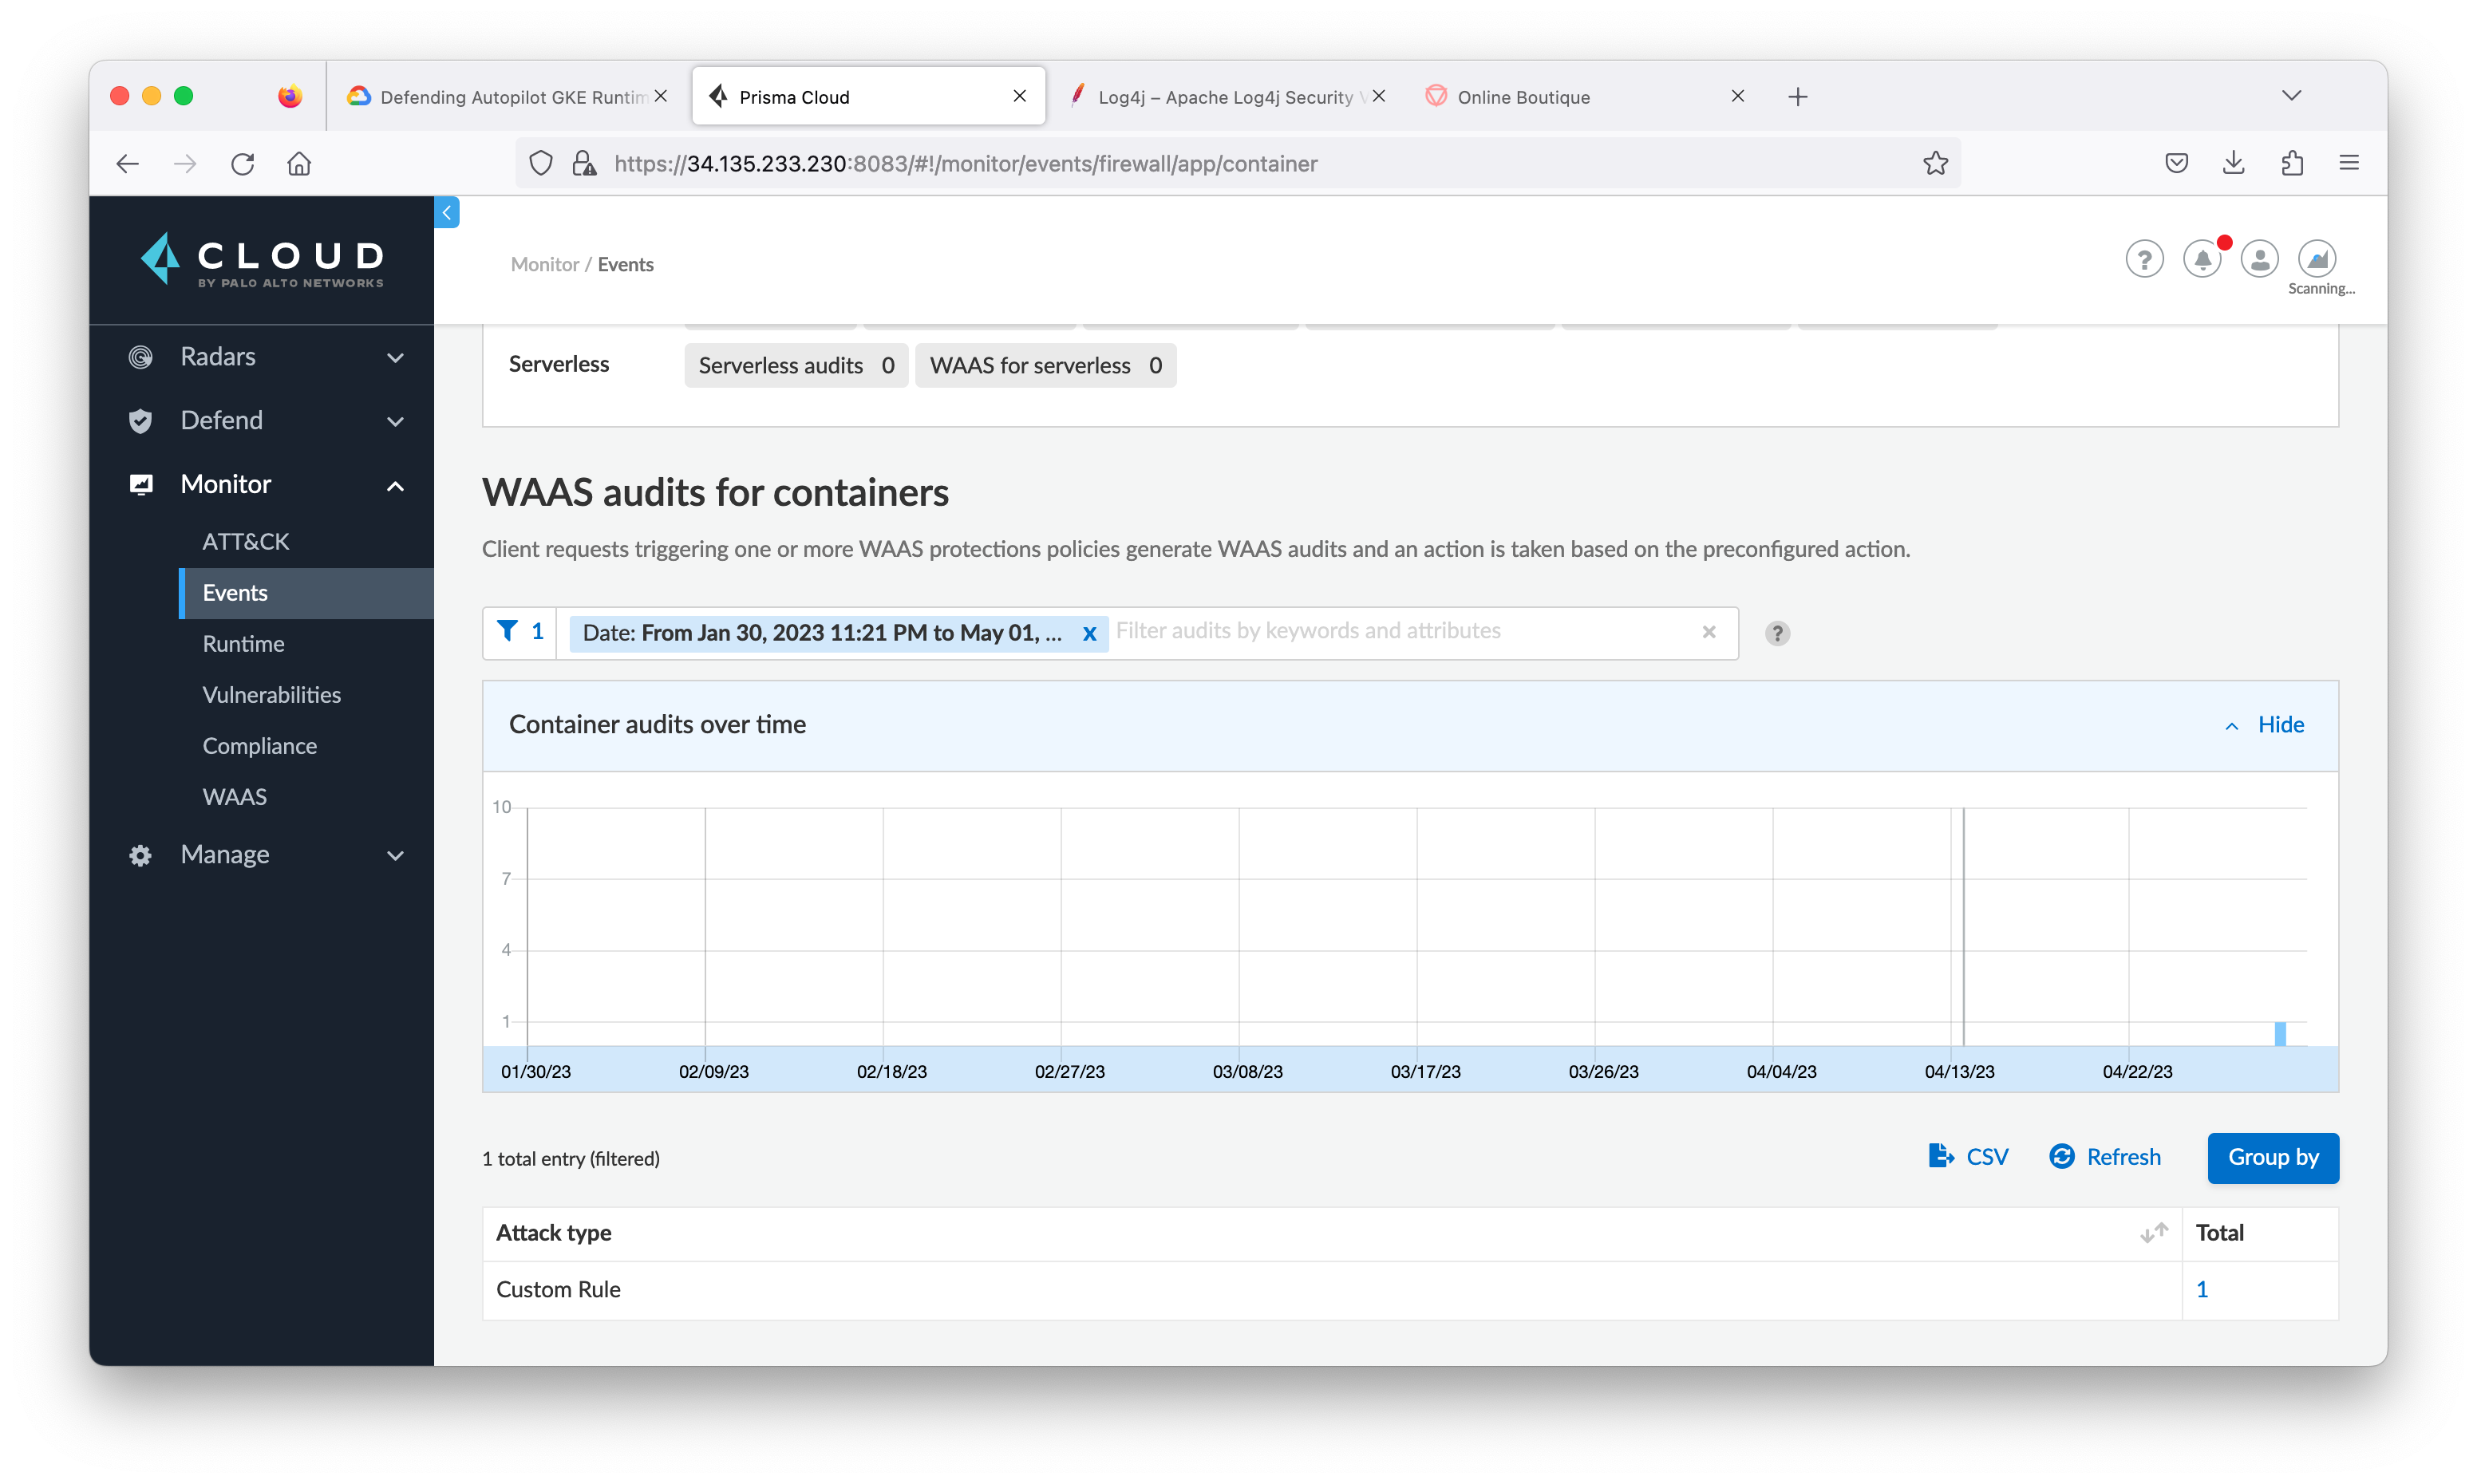 Defending Autopilot GKE Runtim
Prisma Cloud
Log4j – Apache Log4j Security V
Online Boutique
https://34.135.233.230:8083/#!/monitor/events/firewall/app/container
CLOUD
BY PALO ALTO NETWORKS
Monitor / Events
?
Scanning...
Radars
Defend
Monitor
ATT&CK
Events
Runtime
Vulnerabilities
Compliance
WAAS
Manage
Serverless
Serverless audits 0
WAAS for serverless 0
WAAS audits for containers
Client requests triggering one or more WAAS protections policies generate WAAS audits and an action is taken based on the preconfigured action.
1
Date: From Jan 30, 2023 11:21 PM to May 01, ... x
Filter audits by keywords and attributes
?
Container audits over time
Hide
10
7
4
1
01/30/23 02/09/23 02/18/23 02/27/23 03/08/23 03/17/23 03/26/23 04/04/23 04/13/23 04/22/23
1 total entry (filtered)
CSV
Refresh
Group by
Attack type Total
Custom Rule 1